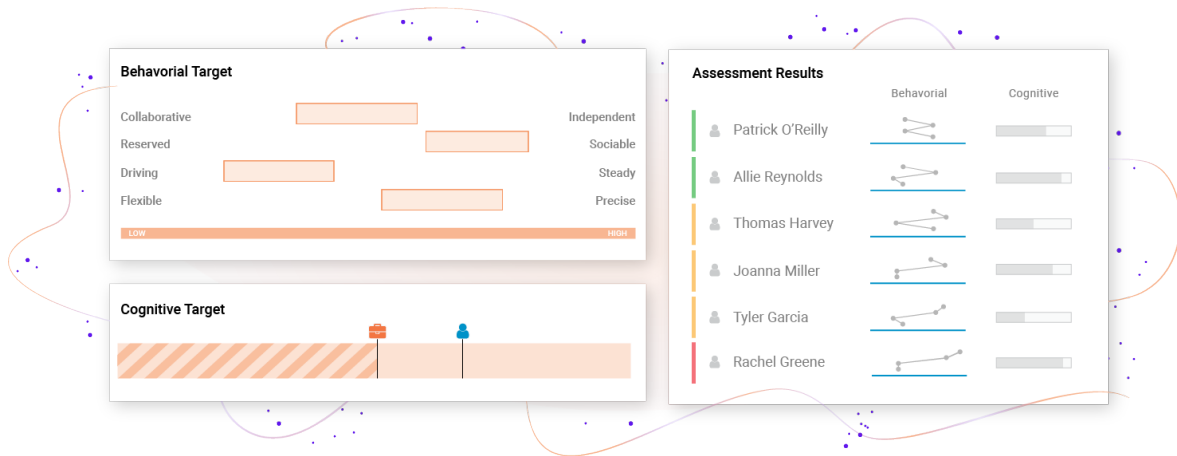 Behavorial Target
Collaborative Independent
Reserved Sociable
Driving Steady
Flexible Precise
LOW HIGH
Cognitive Target
Assessment Results
Behavorial Cognitive
Patrick O'Reilly
Allie Reynolds
Thomas Harvey
Joanna Miller
Tyler Garcia
Rachel Greene